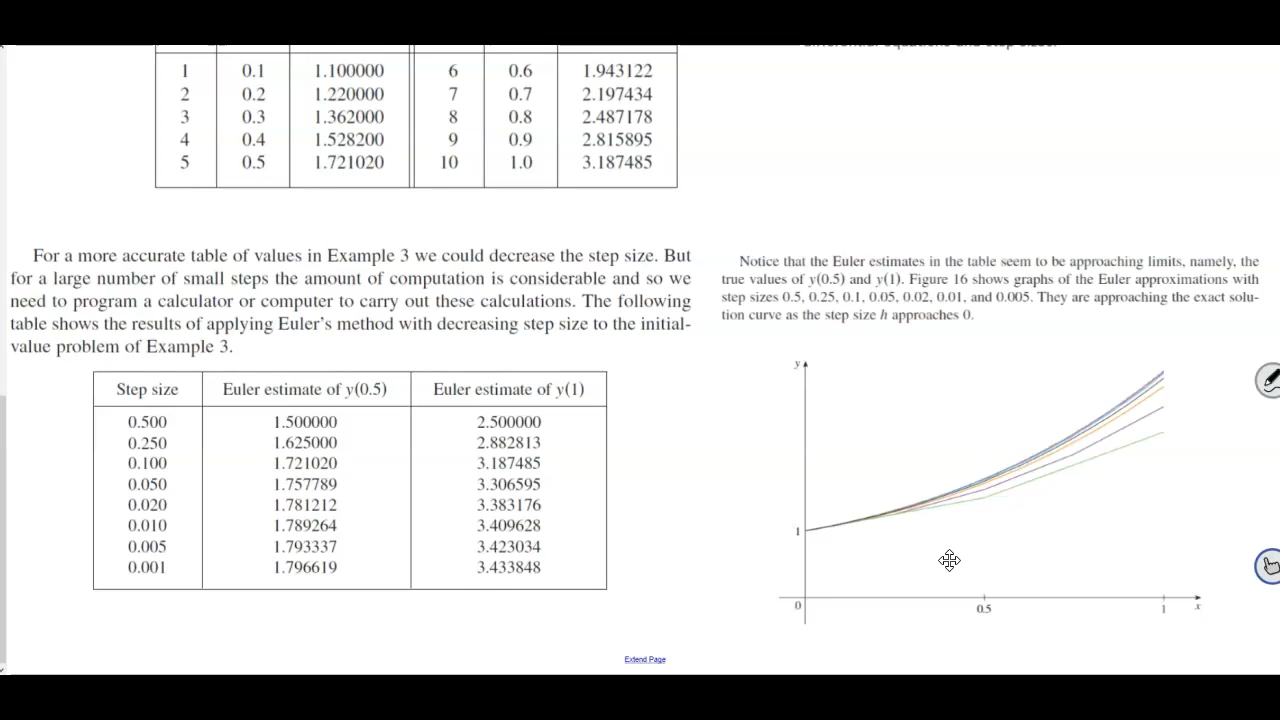 differential equations and step sizes.
1 0.1 1.100000 6 0.6 1.943122
2 0.2 1.220000 7 0.7 2.197434
3 0.3 1.362000 8 0.8 2.487178
4 0.4 1.528200 9 0.9 2.815895
5 0.5 1.721020 10 1.0 3.187485
For a more accurate table of values in Example 3 we could decrease the step size. But
for a large number of small steps the amount of computation is considerable and so we
need to program a calculator or computer to carry out these calculations. The following
table shows the results of applying Euler's method with decreasing step size to the initial-
value problem of Example 3.
Step size Euler estimate of y(0.5) Euler estimate of y(1)
0.500 1.500000 2.500000
0.250 1.625000 2.882813
0.100 1.721020 3.187485
0.050 1.757789 3.306595
0.020 1.781212 3.383176
0.010 1.789264 3.409628
0.005 1.793337 3.423034
0.001 1.796619 3.433848
Notice that the Euler estimates in the table seem to be approaching limits, namely, the
true values of y(0.5) and y(1). Figure 16 shows graphs of the Euler approximations with
step sizes 0.5, 0.25, 0.1, 0.05, 0.02, 0.01, and 0.005. They are approaching the exact solu-
tion curve as the step size h approaches 0.
y
1
0 0.5 1 x
Extend Page